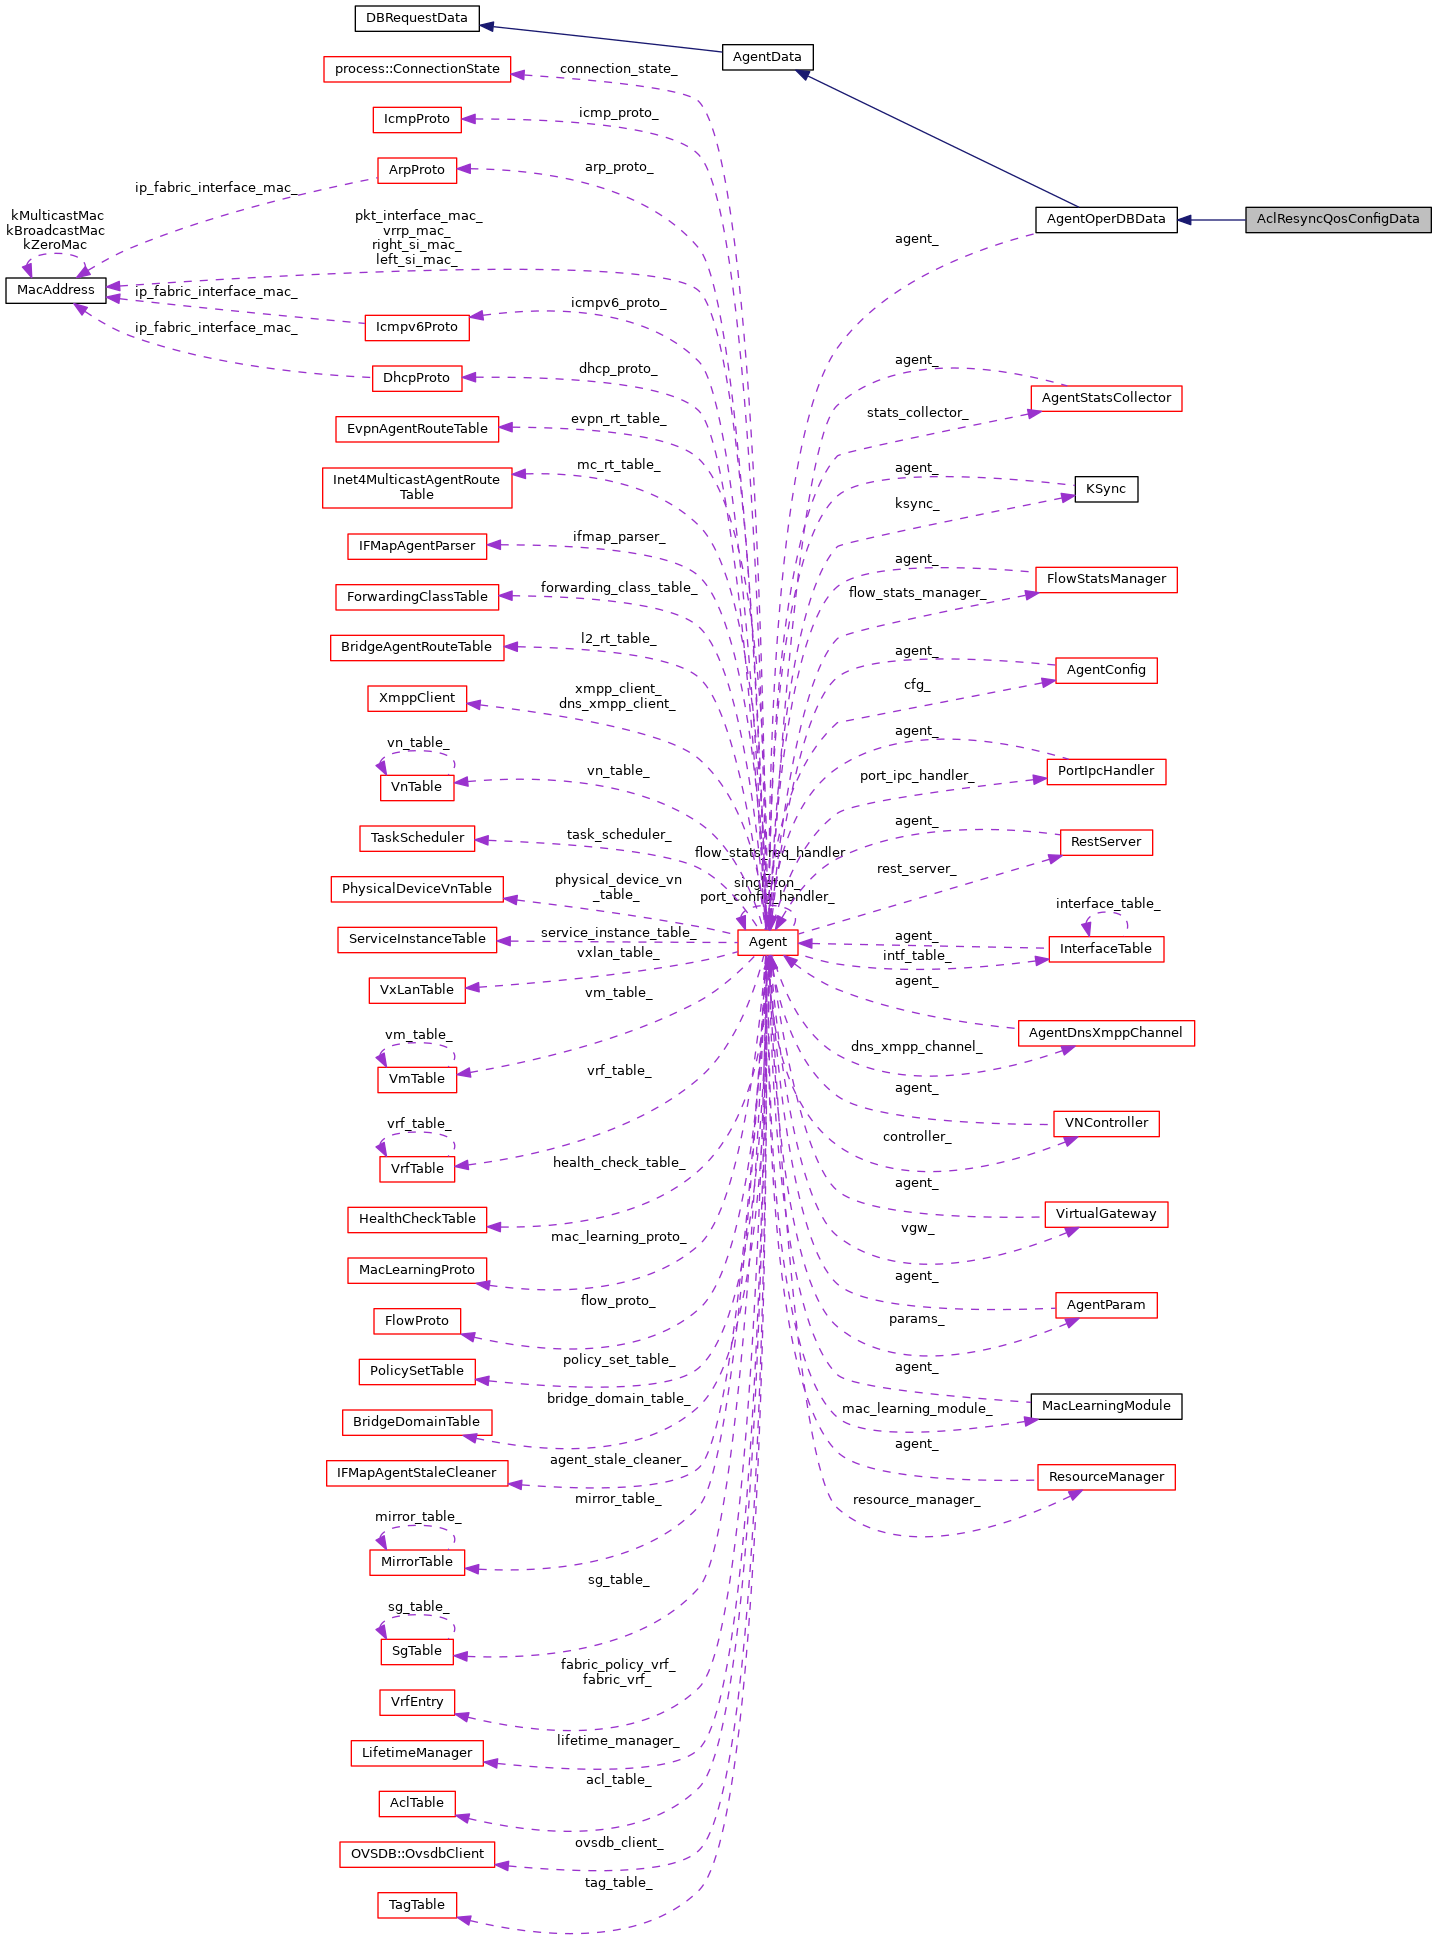 DBRequestData
AgentData
process::ConnectionState
connection_state_
IcmpProto
icmp_proto_
ArpProto
arp_proto_
ip_fabric_interface_mac_
kMulticastMac
kBroadcastMac
kZeroMac
pkt_interface_mac_
vrrp_mac_
right_si_mac_
left_si_mac_
AgentOperDBData
AclResyncQosConfigData
agent_
MacAddress
ip_fabric_interface_mac_
Icmpv6Proto
icmpv6_proto_
ip_fabric_interface_mac_
DhcpProto
dhcp_proto_
agent_
AgentStatsCollector
stats_collector_
EvpnAgentRouteTable
evpn_rt_table_
Inet4MulticastAgentRoute
Table
mc_rt_table_
agent_
KSync
ksync_
IFMapAgentParser
ifmap_parser_
agent_
FlowStatsManager
flow_stats_manager_
ForwardingClassTable
forwarding_class_table_
BridgeAgentRouteTable
l2_rt_table_
agent_
AgentConfig
cfg_
XmppClient
xmpp_client_
dns_xmpp_client_
vn_table_
VnTable
vn_table_
agent_
PortIpcHandler
port_ipc_handler_
TaskScheduler
task_scheduler_
agent_
RestServer
rest_server_
flow_stats_req_handler
_
singleton_
port_config_handler_
PhysicalDeviceVnTable
physical_device_vn
_table_
interface_table_
ServiceInstanceTable
service_instance_table_
Agent
agent_
InterfaceTable
intf_table_
VxLanTable
vxlan_table_
agent_
AgentDnsXmppChannel
dns_xmpp_channel_
vm_table_
vm_table_
VmTable
agent_
VNController
controller_
vrf_table_
vrf_table_
VrfTable
HealthCheckTable
health_check_table_
agent_
VirtualGateway
vgw_
MacLearningProto
mac_learning_proto_
FlowProto
flow_proto_
agent_
AgentParam
params_
PolicySetTable
policy_set_table_
agent_
MacLearningModule
mac_learning_module_
BridgeDomainTable
bridge_domain_table_
IFMapAgentStaleCleaner
agent_stale_cleaner_
agent_
ResourceManager
resource_manager_
mirror_table_
mirror_table_
MirrorTable
sg_table_
sg_table_
SgTable
VrfEntry
fabric_policy_vrf_
fabric_vrf_
LifetimeManager
lifetime_manager_
AclTable
acl_table_
OVSDB::OvsdbClient
ovsdb_client_
TagTable
tag_table_